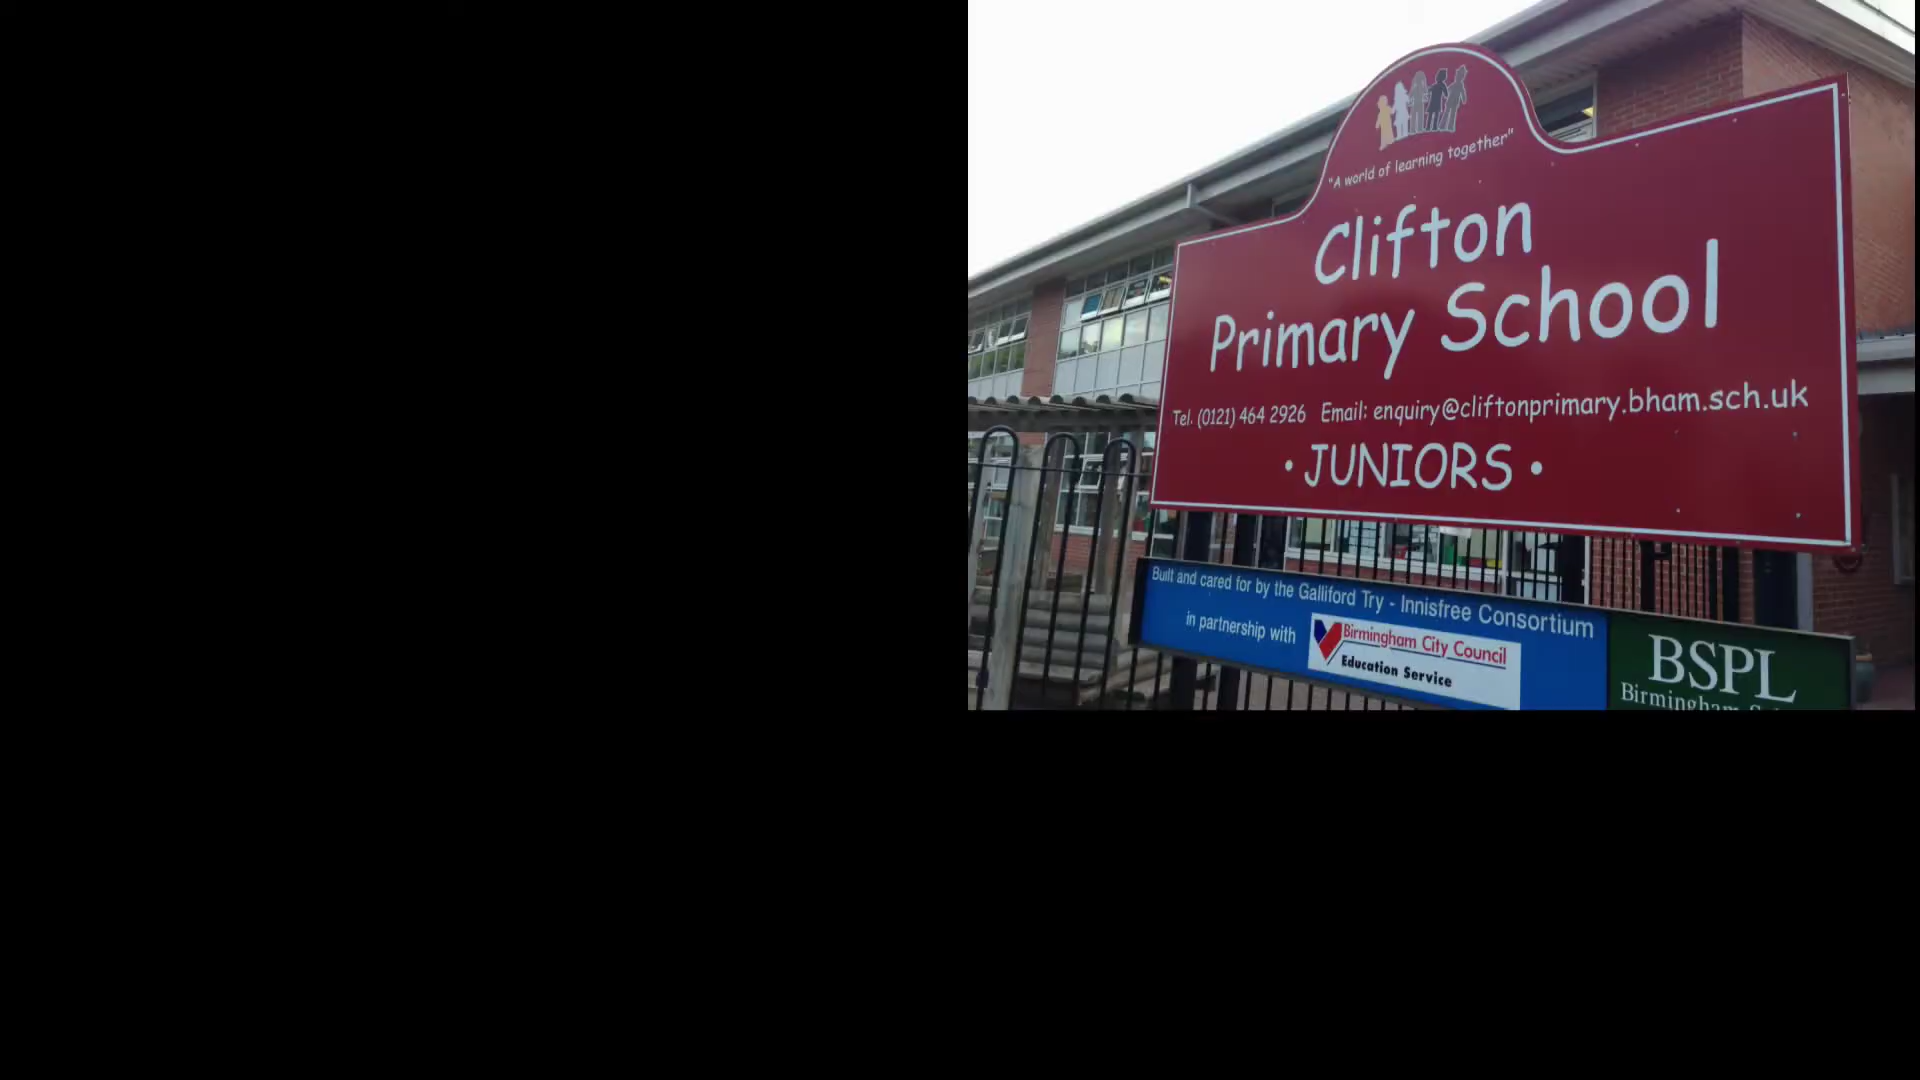 "A world of learning together"
Clifton
Primary School
Tel. (0121) 464 2926 Email: enquiry@cliftonprimary.bham.sch.uk
• JUNIORS •
Built and cared for by the Galliford Try - Innisfree Consortium
in partnership with
Birmingham City Council
Education Service
BSPL
Birmingham